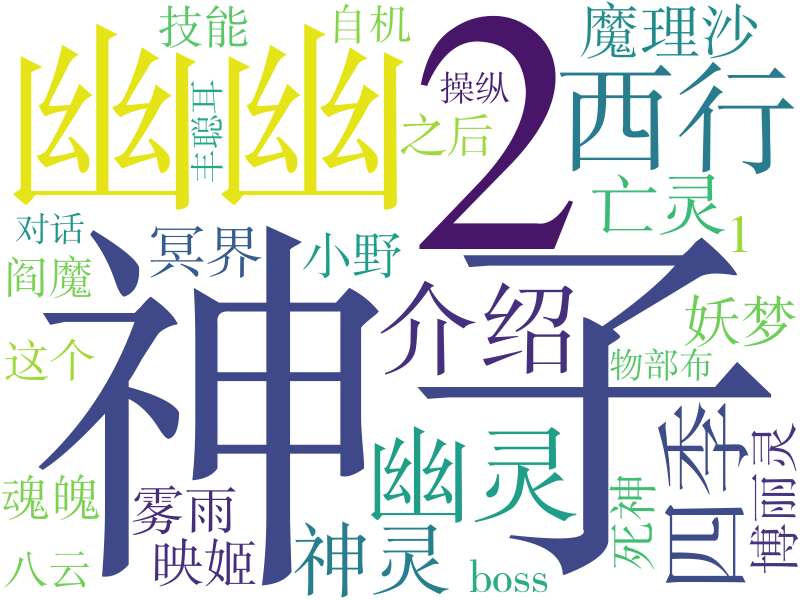 技能
自机
魔理沙
幽幽
2
操纵
西行
丰聪耳
之后
亡灵
对话
冥界
小野
1
阎魔
神子
介绍
妖梦
这个
物部布
四季
幽灵
博丽灵
魂魄
雾雨
死神
神灵
八云
映姬
boss